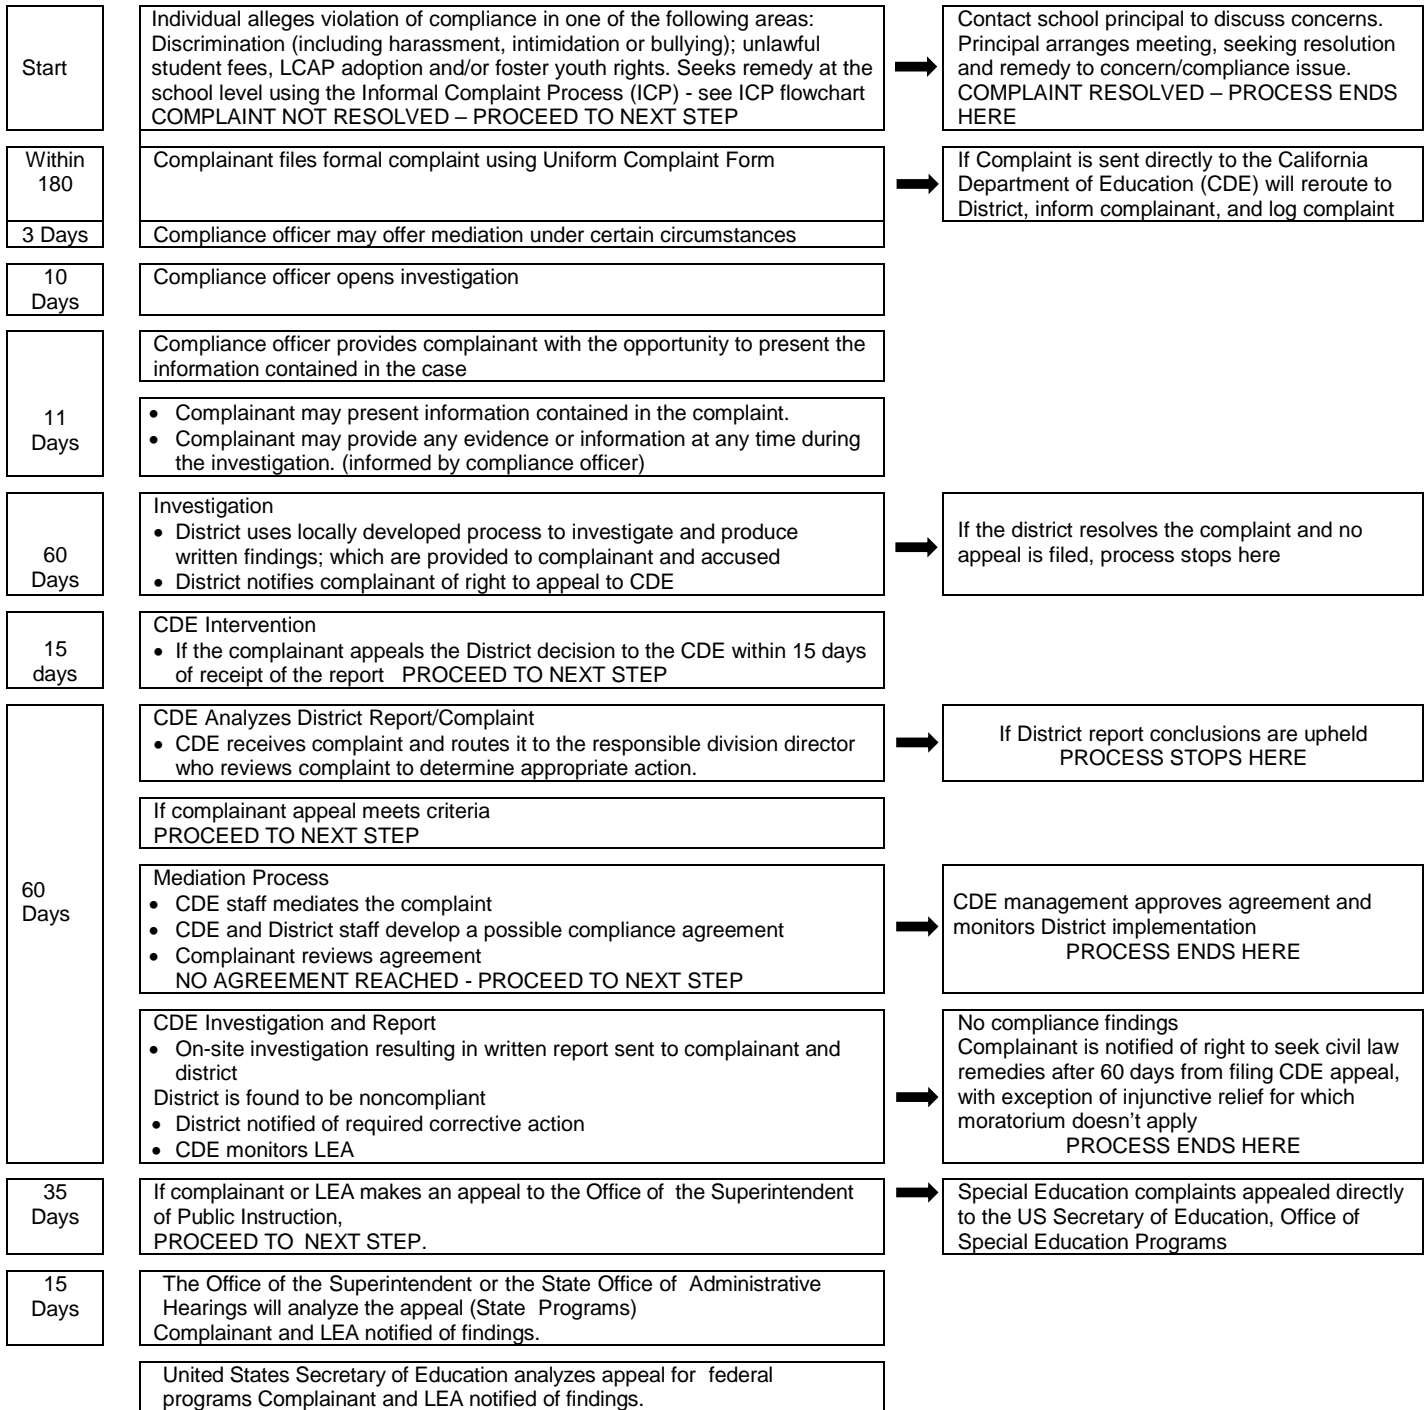 Start
Individual alleges violation of compliance in one of the following areas:
Discrimination (including harassment, intimidation or bullying); unlawful
student fees, LCAP adoption and/or foster youth rights. Seeks remedy at the
school level using the Informal Complaint Process (ICP) - see ICP flowchart
COMPLAINT NOT RESOLVED – PROCEED TO NEXT STEP
Contact school principal to discuss concerns.
Principal arranges meeting, seeking resolution
and remedy to concern/compliance issue.
COMPLAINT RESOLVED – PROCESS ENDS
HERE
Within
180
Complainant files formal complaint using Uniform Complaint Form
If Complaint is sent directly to the California
Department of Education (CDE) will reroute to
District, inform complainant, and log complaint
3 Days
Compliance officer may offer mediation under certain circumstances
10
Days
Compliance officer opens investigation
11
Days
Compliance officer provides complainant with the opportunity to present the
information contained in the case
• Complainant may present information contained in the complaint.
• Complainant may provide any evidence or information at any time during
the investigation. (informed by compliance officer)
60
Days
Investigation
• District uses locally developed process to investigate and produce
written findings; which are provided to complainant and accused
• District notifies complainant of right to appeal to CDE
If the district resolves the complaint and no
appeal is filed, process stops here
15
days
CDE Intervention
• If the complainant appeals the District decision to the CDE within 15 days
of receipt of the report PROCEED TO NEXT STEP
60
Days
CDE Analyzes District Report/Complaint
• CDE receives complaint and routes it to the responsible division director
who reviews complaint to determine appropriate action.
If District report conclusions are upheld
PROCESS STOPS HERE
If complainant appeal meets criteria
PROCEED TO NEXT STEP
Mediation Process
• CDE staff mediates the complaint
• CDE and District staff develop a possible compliance agreement
• Complainant reviews agreement
NO AGREEMENT REACHED - PROCEED TO NEXT STEP
CDE management approves agreement and
monitors District implementation
PROCESS ENDS HERE
CDE Investigation and Report
• On-site investigation resulting in written report sent to complainant and
district
District is found to be noncompliant
• District notified of required corrective action
• CDE monitors LEA
No compliance findings
Complainant is notified of right to seek civil law
remedies after 60 days from filing CDE appeal,
with exception of injunctive relief for which
moratorium doesn't apply
PROCESS ENDS HERE
35
Days
If complainant or LEA makes an appeal to the Office of the Superintendent
of Public Instruction,
PROCEED TO NEXT STEP.
Special Education complaints appealed directly
to the US Secretary of Education, Office of
Special Education Programs
15
Days
The Office of the Superintendent or the State Office of Administrative
Hearings will analyze the appeal (State Programs)
Complainant and LEA notified of findings.
United States Secretary of Education analyzes appeal for federal
programs Complainant and LEA notified of findings.